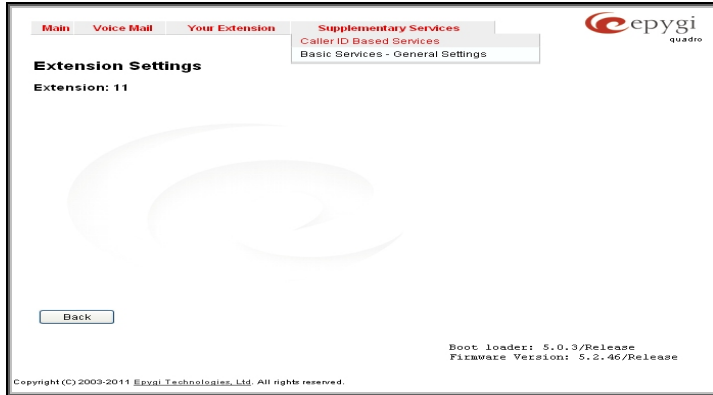 Main Voice Mail Your Extension Supplementary Services
epygi
quadro
Caller ID Based Services
Basic Services - General Settings
Extension Settings
Extension: 11
Back
Boot loader: 5.0.3/Release
Firmware Version: 5.2.46/Release
Copyright (C) 2003-2011 Epygi Technologies, Ltd. All rights reserved.